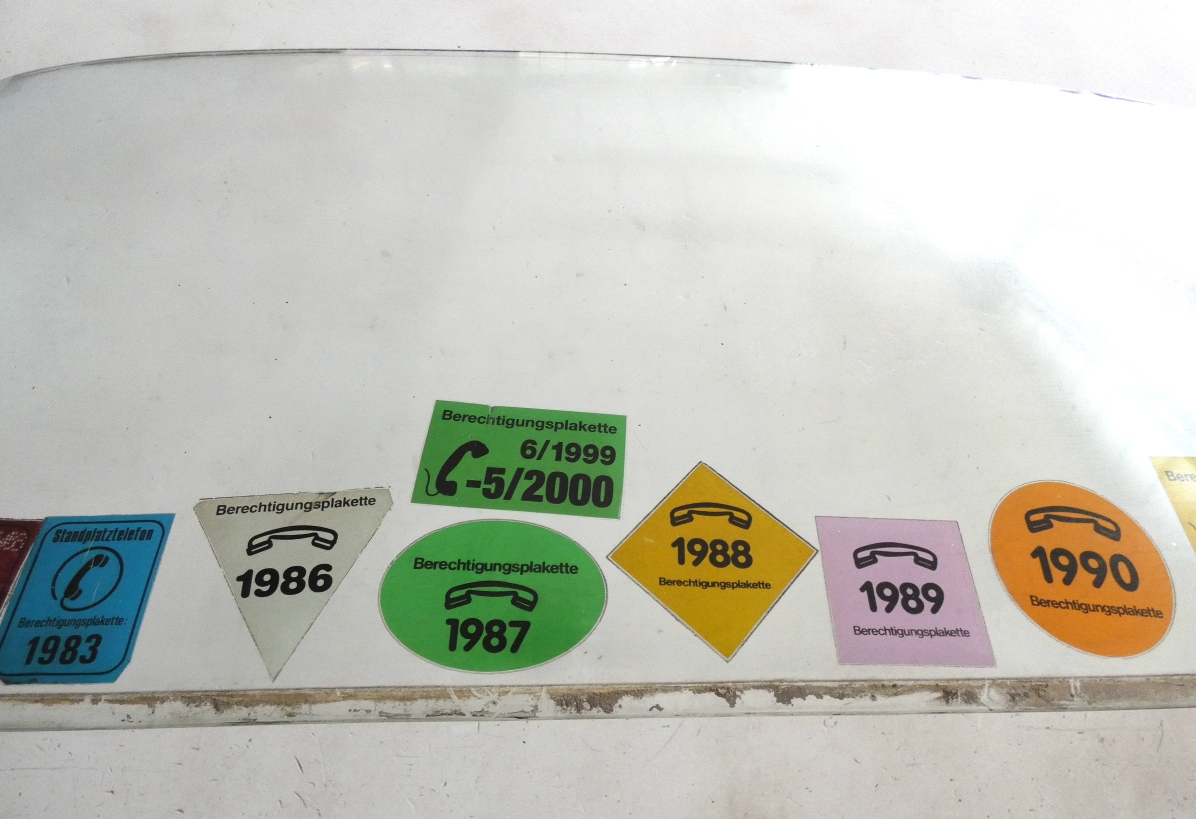 Standplatztelefon
Berechtigungsplakette:
1983
Berechtigungsplakette
1986
Berechtigungsplakette
6/1999
-5/2000
Berechtigungsplakette
1987
1988
Berechtigungsplakette
1989
Berechtigungsplakette
1990
Berechtigungsplakette